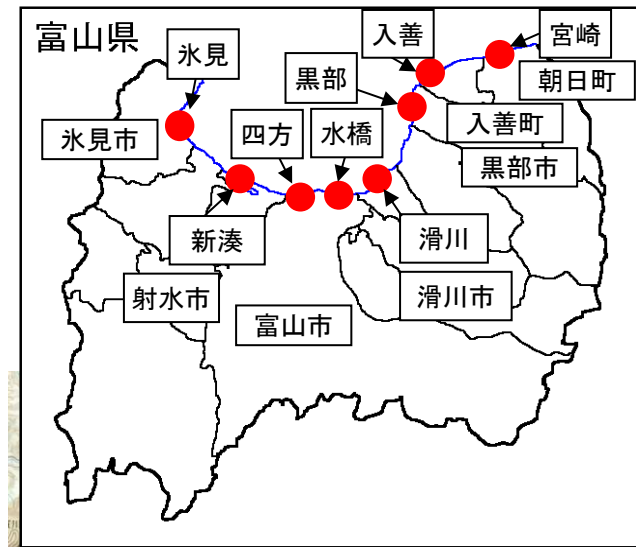 富山県
氷見
入善
宮崎
黒部
朝日町
氷見市
四方
水橋
入善町
黒部市
新湊
滑川
射水市
滑川市
富山市